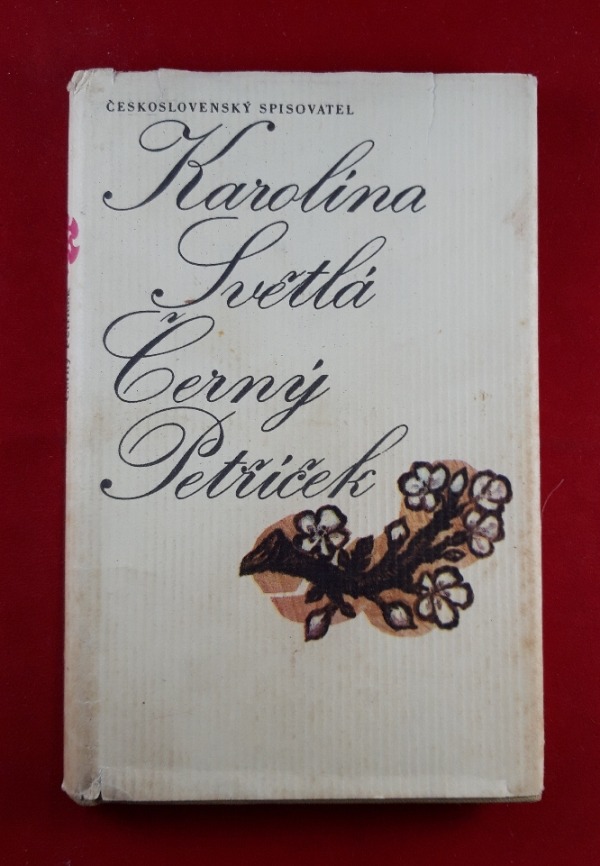 ČESKOSLOVENSKÝ SPISOVATEL
Karolina
Světlá
Černý
Petříček